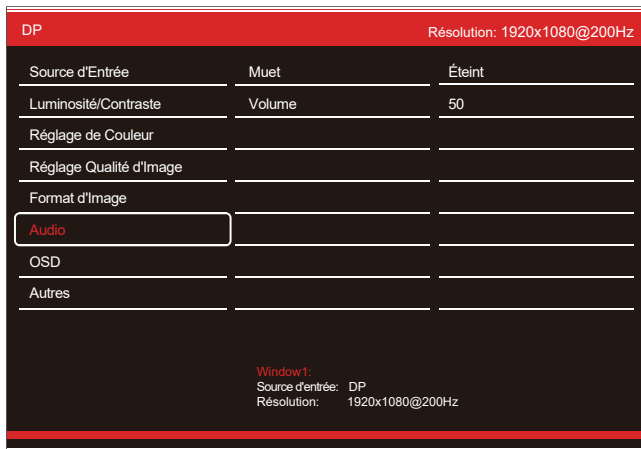 DP Résolution: 1920x1080@200Hz
Source d'Entrée Muet Éteint
Luminosité/Contraste Volume 50
Réglage de Couleur
Réglage Qualité d'Image
Format d'Image
Audio
OSD
Autres
Window1:
Source d'entrée: DP
Résolution: 1920x1080@200Hz